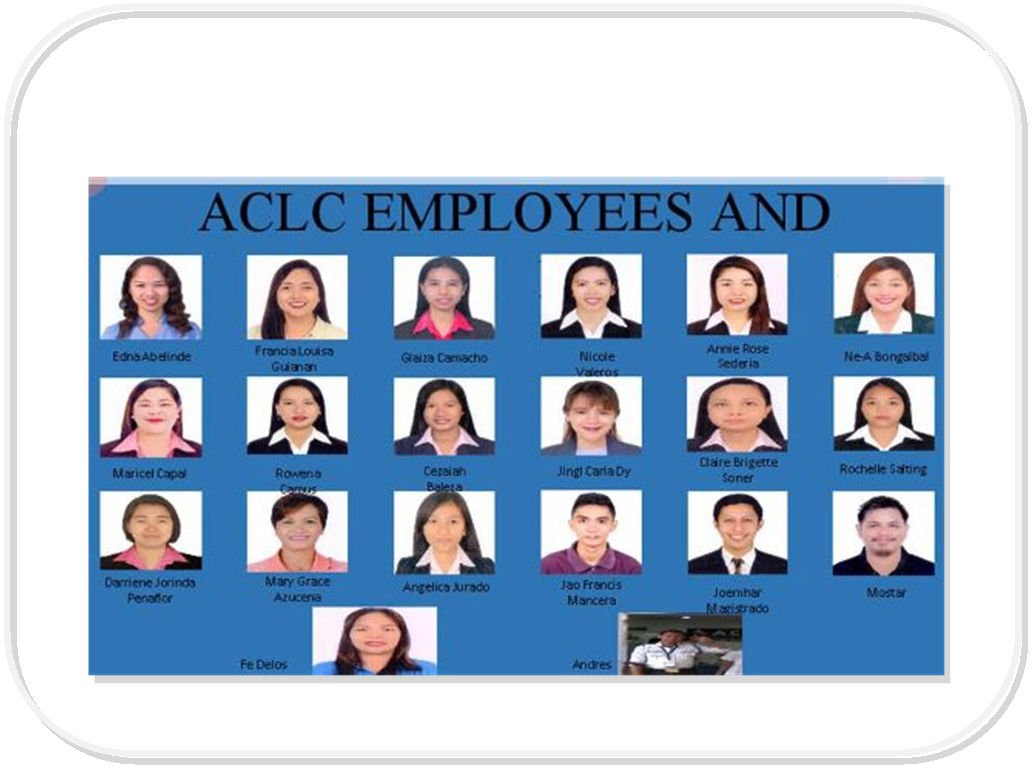 ACLC EMPLOYEES AND
Edna Abelinde
Francia Louisa
Guianan
Glaiza Camacho
Nicole
Valeros
Annie Rose
Sederia
Ne-A Bongalbal
Maricel Capal
Rowena
Camus
Cezaiah
Baleza
Jingl Carla Dy
Claire Brigette
Soner
Rochelle Salting
Darriene Jorinda
Penaflor
Mary Grace
Azucena
Angelica Jurado
Jao Francis
Mancera
Joemhar
Magistrado
Mostar
Fe Delos
Andres